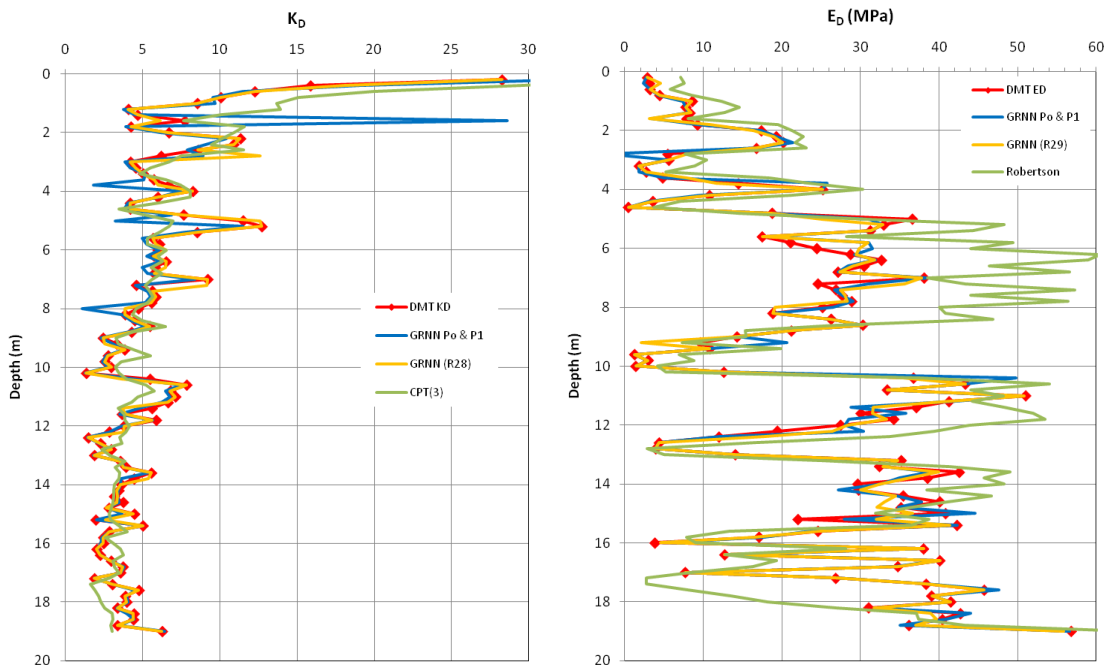 K_D
0 5 10 15 20 25 30
0
2
4
6
8
10
12
14
16
18
20
Depth (m)
DMT KD
GRNN Po & P1
GRNN (R28)
CPT(3)
E_D (MPa)
0 10 20 30 40 50 60
0
2
4
6
8
10
12
14
16
18
20
Depth (m)
DMT ED
GRNN Po & P1
GRNN (R29)
Robertson